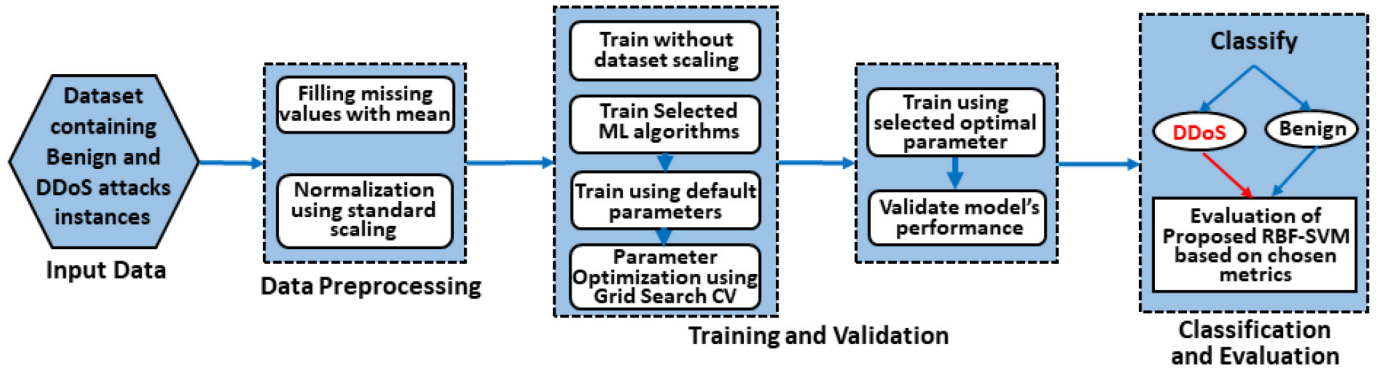 Dataset
containing
Benign and
DDoS attacks
instances
Input Data
Filling missing
values with mean
Normalization
using standard
scaling
Data Preprocessing
Train without
dataset scaling
Train Selected
ML algorithms
Train using default
parameters
Parameter
Optimization using
Grid Search CV
Train using
selected optimal
parameter
Validate model's
performance
Training and Validation
Classify
DDoS
Benign
Evaluation of
Proposed RBF-SVM
based on chosen
metrics
Classification
and Evaluation